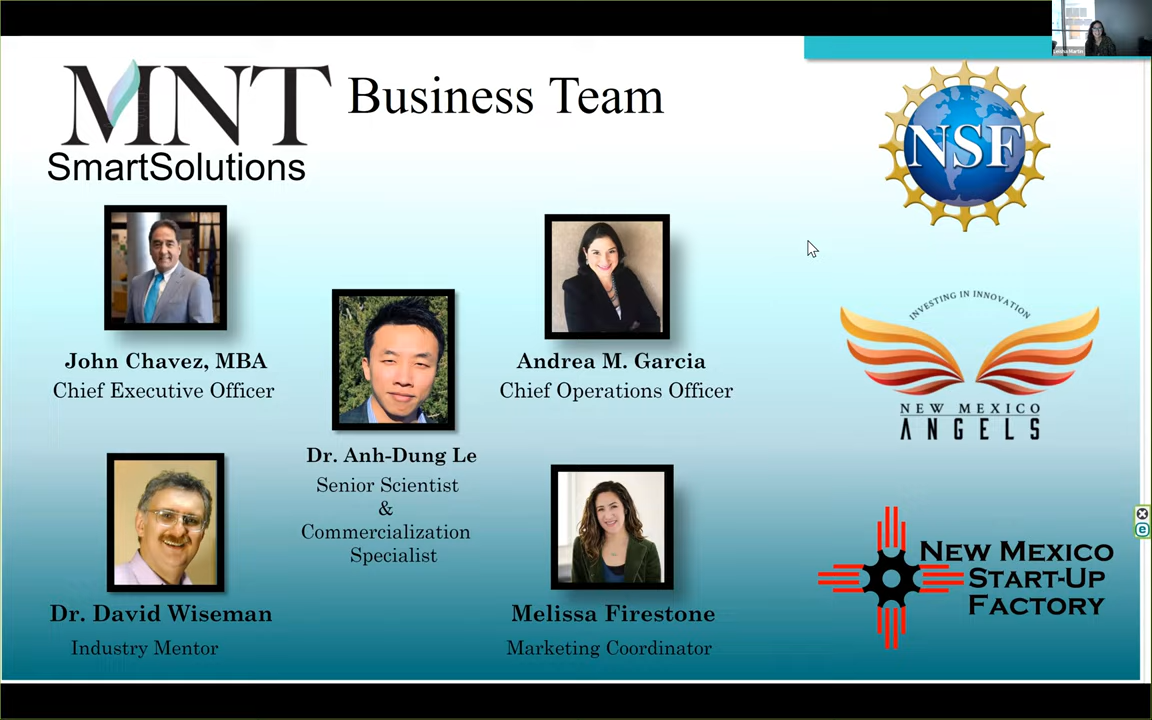 MNT
SmartSolutions
Business Team
NSF
John Chavez, MBA
Chief Executive Officer
Andrea M. Garcia
Chief Operations Officer
Dr. Anh-Dung Le
Senior Scientist
&
Commercialization
Specialist
Dr. David Wiseman
Industry Mentor
Melissa Firestone
Marketing Coordinator
INVESTING IN INNOVATION
NEW MEXICO
ANGELS
NEW MEXICO
START-UP
FACTORY